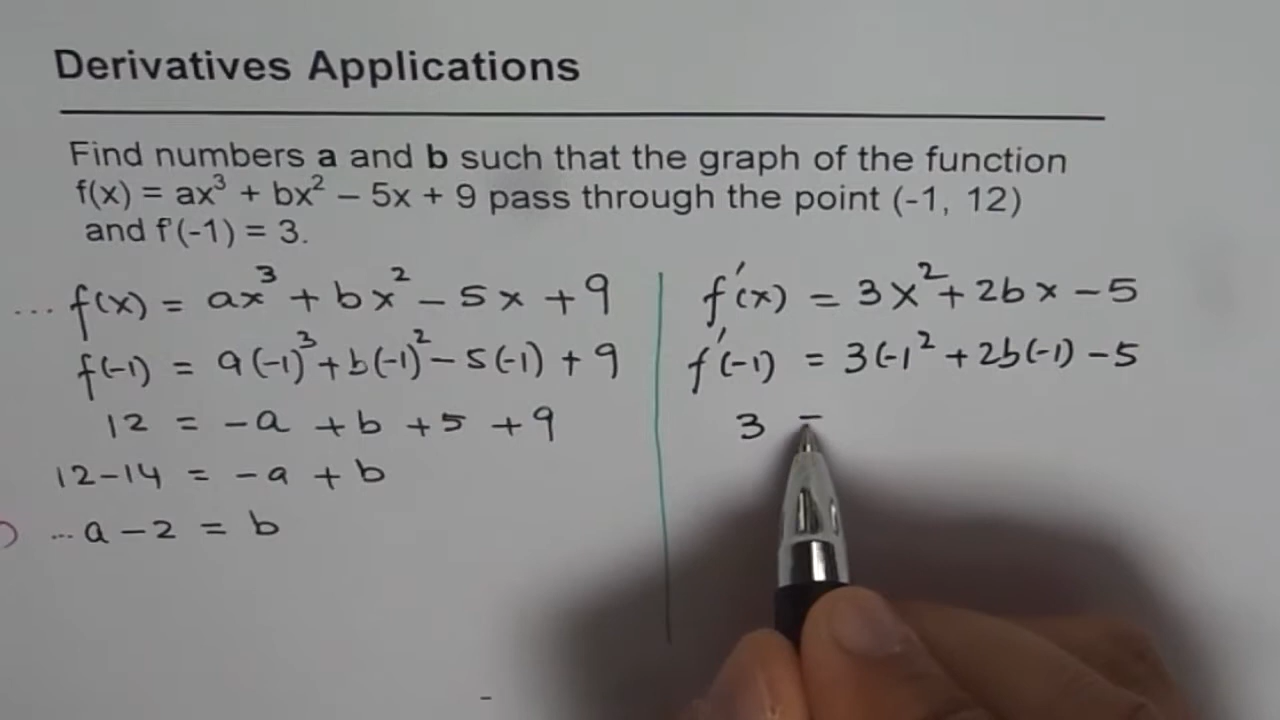 Derivatives Applications
Find numbers a and b such that the graph of the function
f(x) = ax³ + bx² – 5x + 9 pass through the point (-1, 12)
and f'(-1) = 3.
... f(x) = ax³ + bx² – 5x + 9
f(-1) = a(-1)³ + b(-1)² – 5(-1) + 9
12 = -a + b + 5 + 9
12-14 = -a + b
... a – 2 = b
f'(x) = 3x² + 2bx – 5
f'(-1) = 3(-1² + 2b(-1) – 5
3 =